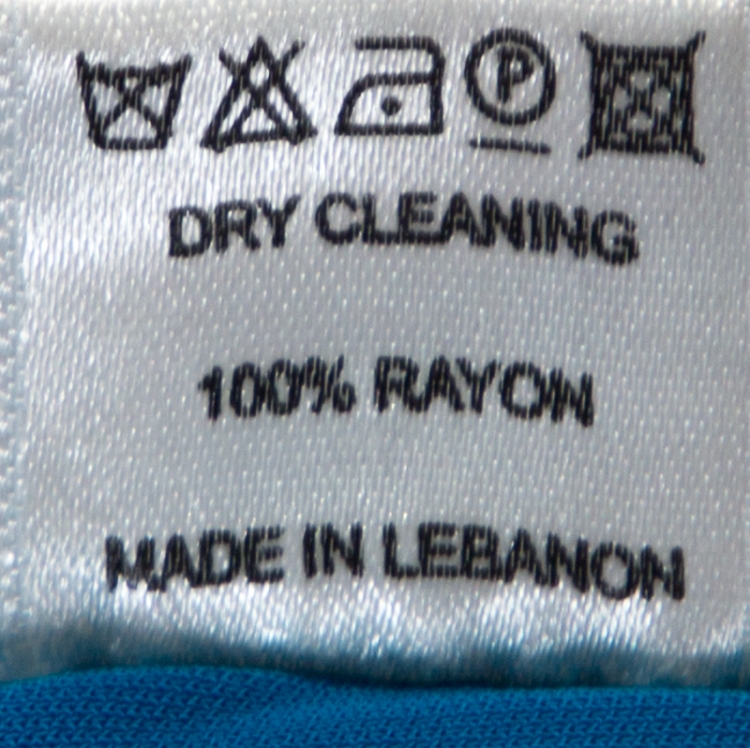 P
DRY CLEANING
100% RAYON
MADE IN LEBANON